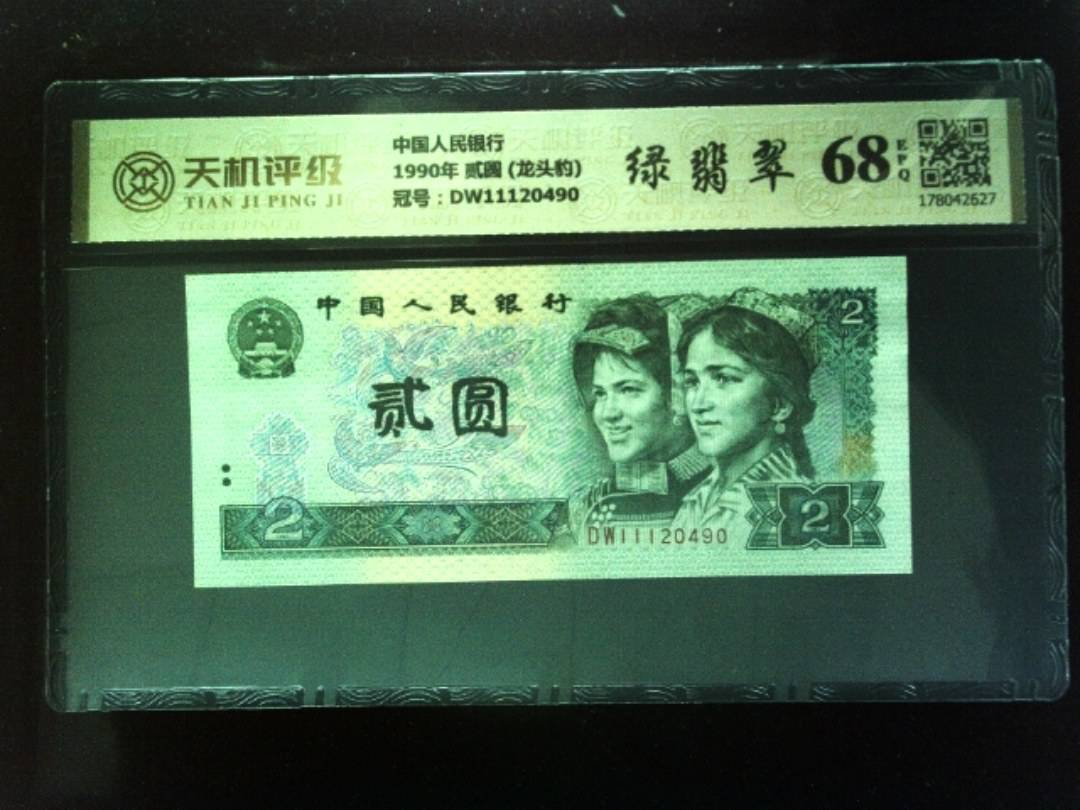 天机评级
TIAN JI PING JI
中国人民银行
1990年 贰圆 (龙头豹)
冠号：DW11120490
绿翡翠
68
EPQ
178042627
中国人民银行
贰圆
2
2
2
DW11120490